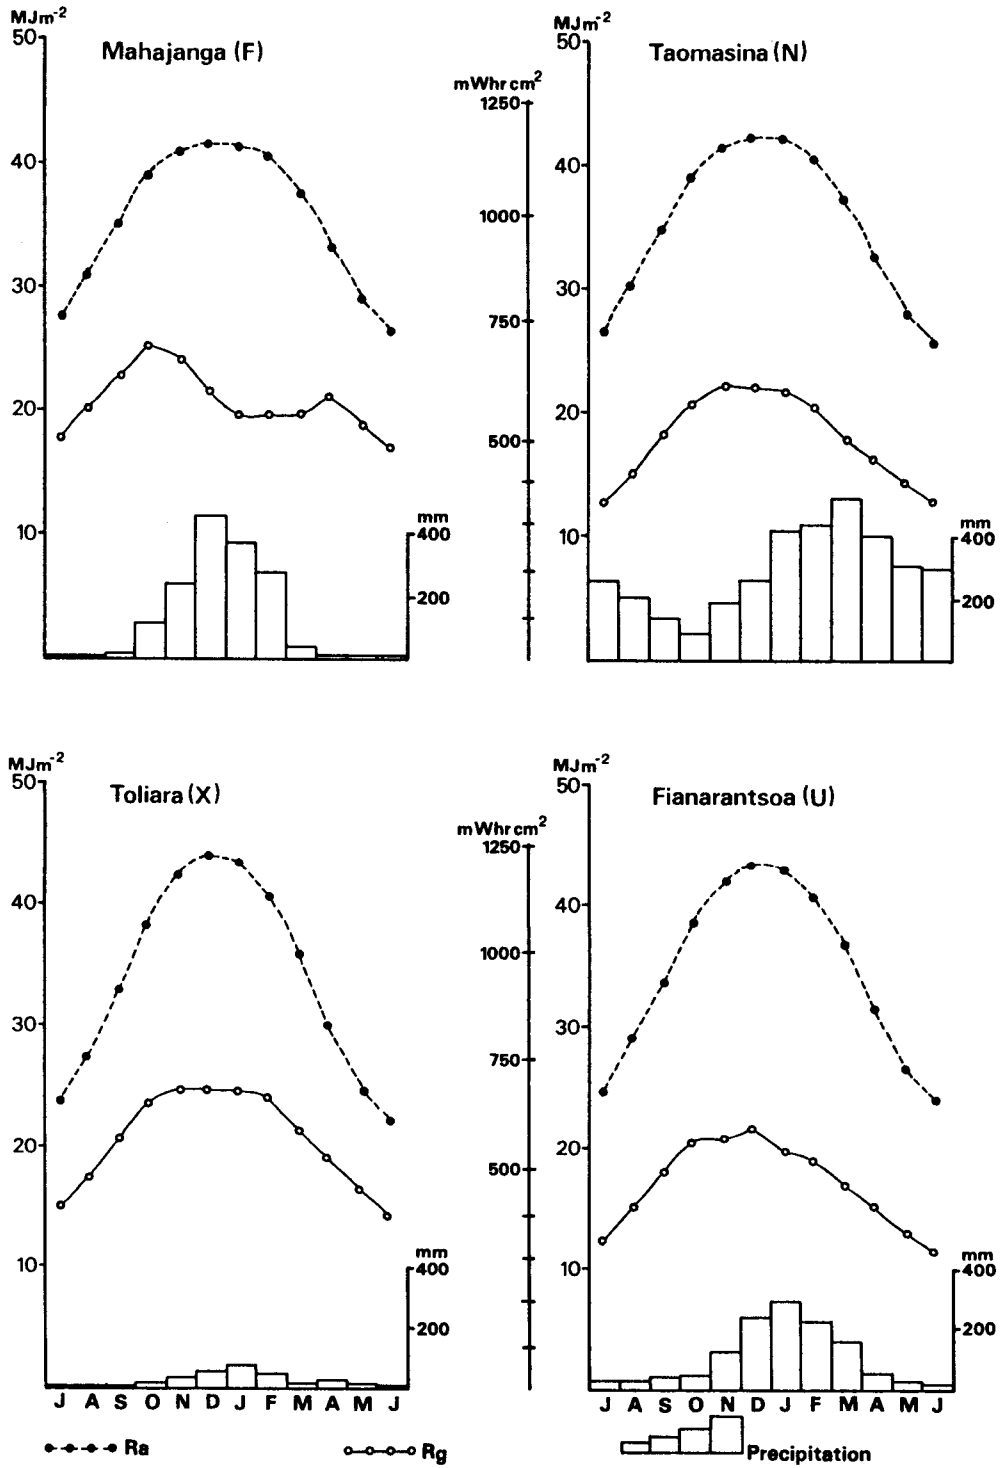 MJm-2
50
40
30
20
10
Mahajanga (F)
mm
400
200
mWhr cm2
1250
1000
750
500
MJm-2
50
40
30
20
10
Taomasina (N)
mm
400
200
MJm-2
50
40
30
20
10
Toliara (X)
mm
400
200
J A S O N D J F M A M J
mWhr cm2
1250
1000
750
500
MJm-2
50
40
30
20
10
Fianarantsoa (U)
mm
400
200
J A S O N D J F M A M J
Ra
Rg
Precipitation